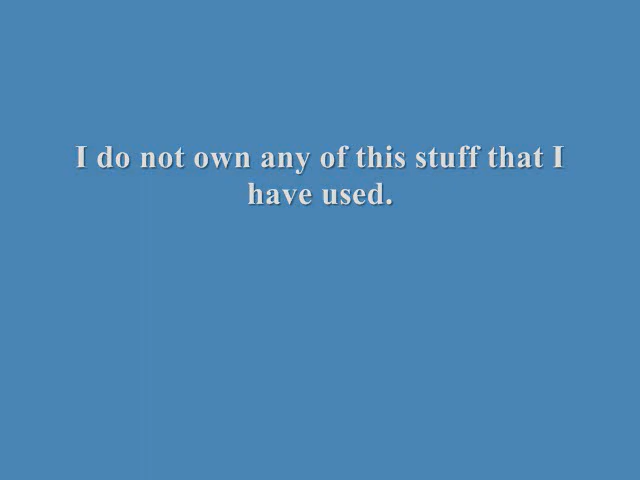 I do not own any of this stuff that I
have used.